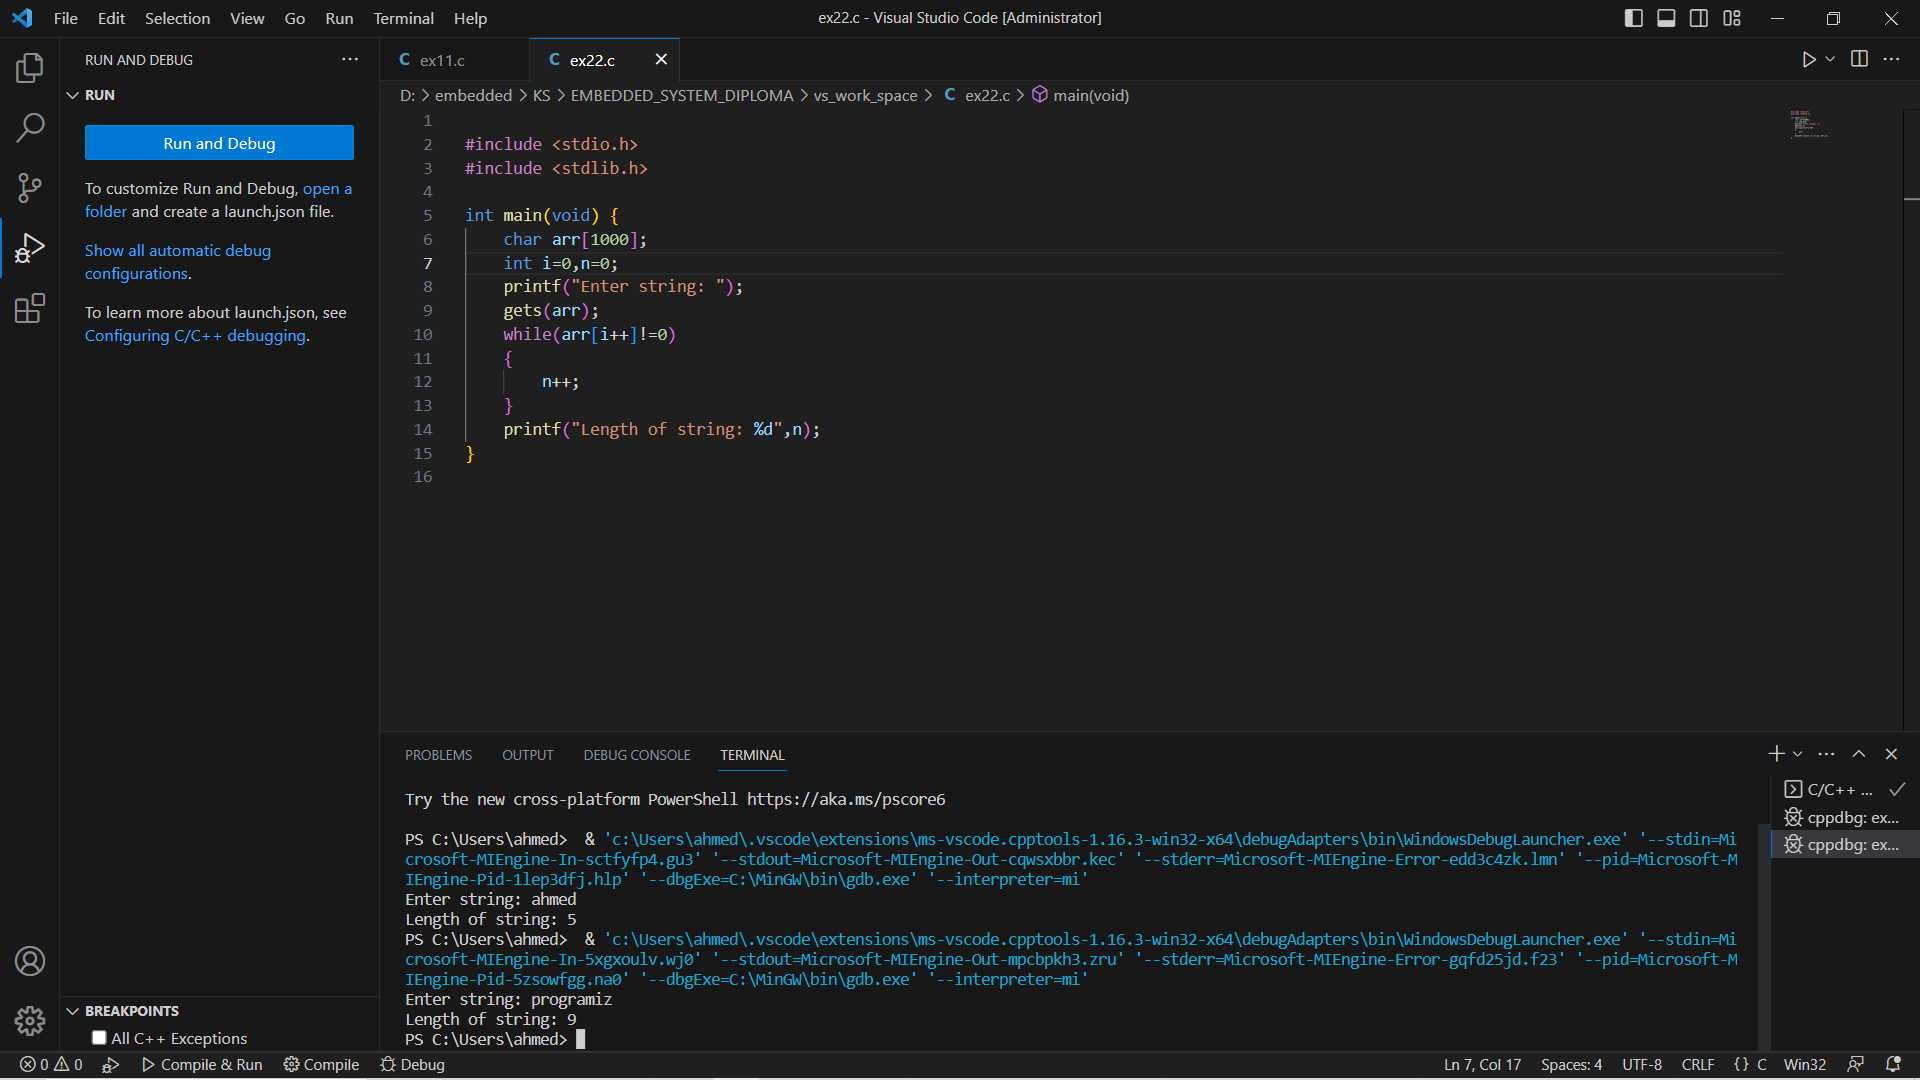 File Edit Selection View Go Run Terminal Help
ex22.c - Visual Studio Code [Administrator]
RUN AND DEBUG
RUN
Run and Debug
To customize Run and Debug, open a
folder and create a launch.json file.
Show all automatic debug
configurations.
To learn more about launch.json, see
Configuring C/C++ debugging.
BREAKPOINTS
All C++ Exceptions
C ex11.c
C ex22.c
D: > embedded > KS > EMBEDDED_SYSTEM_DIPLOMA > vs_work_space > C ex22.c > main(void)
1
2 #include <stdio.h>
3 #include <stdlib.h>
4
5 int main(void) {
6 char arr[1000];
7 int i=0,n=0;
8 printf("Enter string: ");
9 gets(arr);
10 while(arr[i++]!=0)
11 {
12 n++;
13 }
14 printf("Length of string: %d",n);
15 }
16
PROBLEMS OUTPUT DEBUG CONSOLE TERMINAL
Try the new cross-platform PowerShell https://aka.ms/pscore6
PS C:\Users\ahmed>  & 'c:\Users\ahmed\.vscode\extensions\ms-vscode.cpptools-1.16.3-win32-x64\debugAdapters\bin\WindowsDebugLauncher.exe' '--stdin=Mi
crosoft-MIEngine-In-sctfyfp4.gu3' '--stdout=Microsoft-MIEngine-Out-cqwsxbbr.kec' '--stderr=Microsoft-MIEngine-Error-edd3c4zk.lmn' '--pid=Microsoft-M
IEngine-Pid-1lep3dfj.hlp' '--dbgExe=C:\MinGW\bin\gdb.exe' '--interpreter=mi'
Enter string: ahmed
Length of string: 5
PS C:\Users\ahmed>  & 'c:\Users\ahmed\.vscode\extensions\ms-vscode.cpptools-1.16.3-win32-x64\debugAdapters\bin\WindowsDebugLauncher.exe' '--stdin=Mi
crosoft-MIEngine-In-5xgxoulv.wj0' '--stdout=Microsoft-MIEngine-Out-mpcbpkh3.zru' '--stderr=Microsoft-MIEngine-Error-gqfd25jd.f23' '--pid=Microsoft-M
IEngine-Pid-5zsowfgg.na0' '--dbgExe=C:\MinGW\bin\gdb.exe' '--interpreter=mi'
Enter string: programiz
Length of string: 9
PS C:\Users\ahmed>
C/C++ ...
cppdbg: ex...
cppdbg: ex...
0 0 Compile & Run Compile Debug
Ln 7, Col 17 Spaces: 4 UTF-8 CRLF {} C Win32